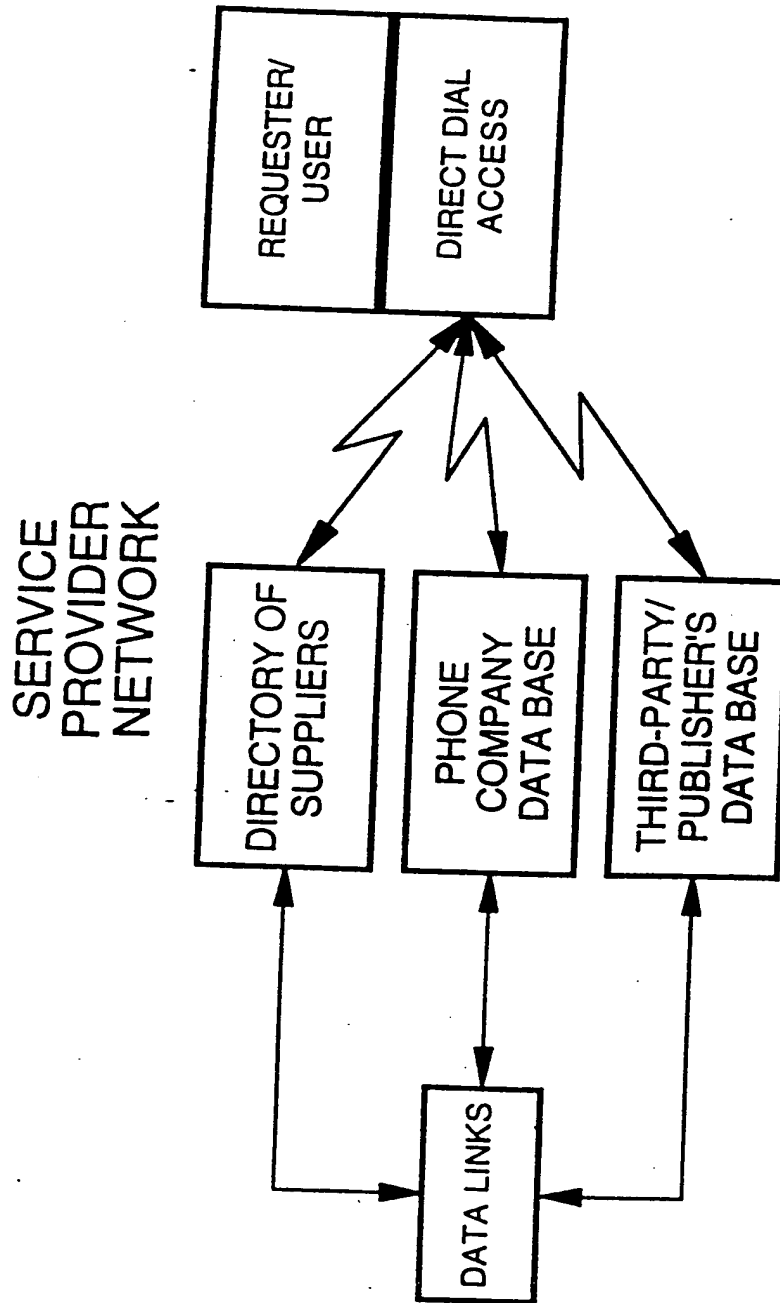 SERVICE
PROVIDER
NETWORK
REQUESTER/
USER
DIRECT DIAL
ACCESS
DIRECTORY OF
SUPPLIERS
PHONE
COMPANY
DATA BASE
THIRD-PARTY/
PUBLISHER'S
DATA BASE
DATA LINKS